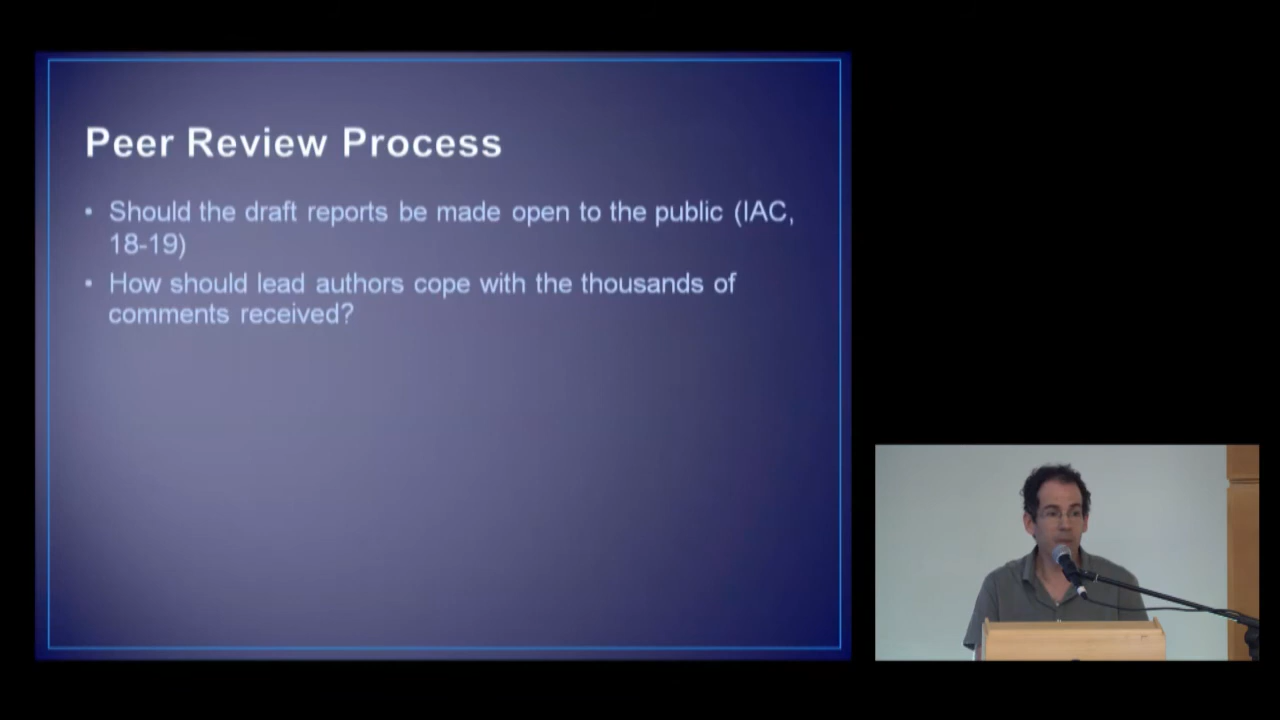 Peer Review Process
• Should the draft reports be made open to the public (IAC,
18-19)
• How should lead authors cope with the thousands of
comments received?